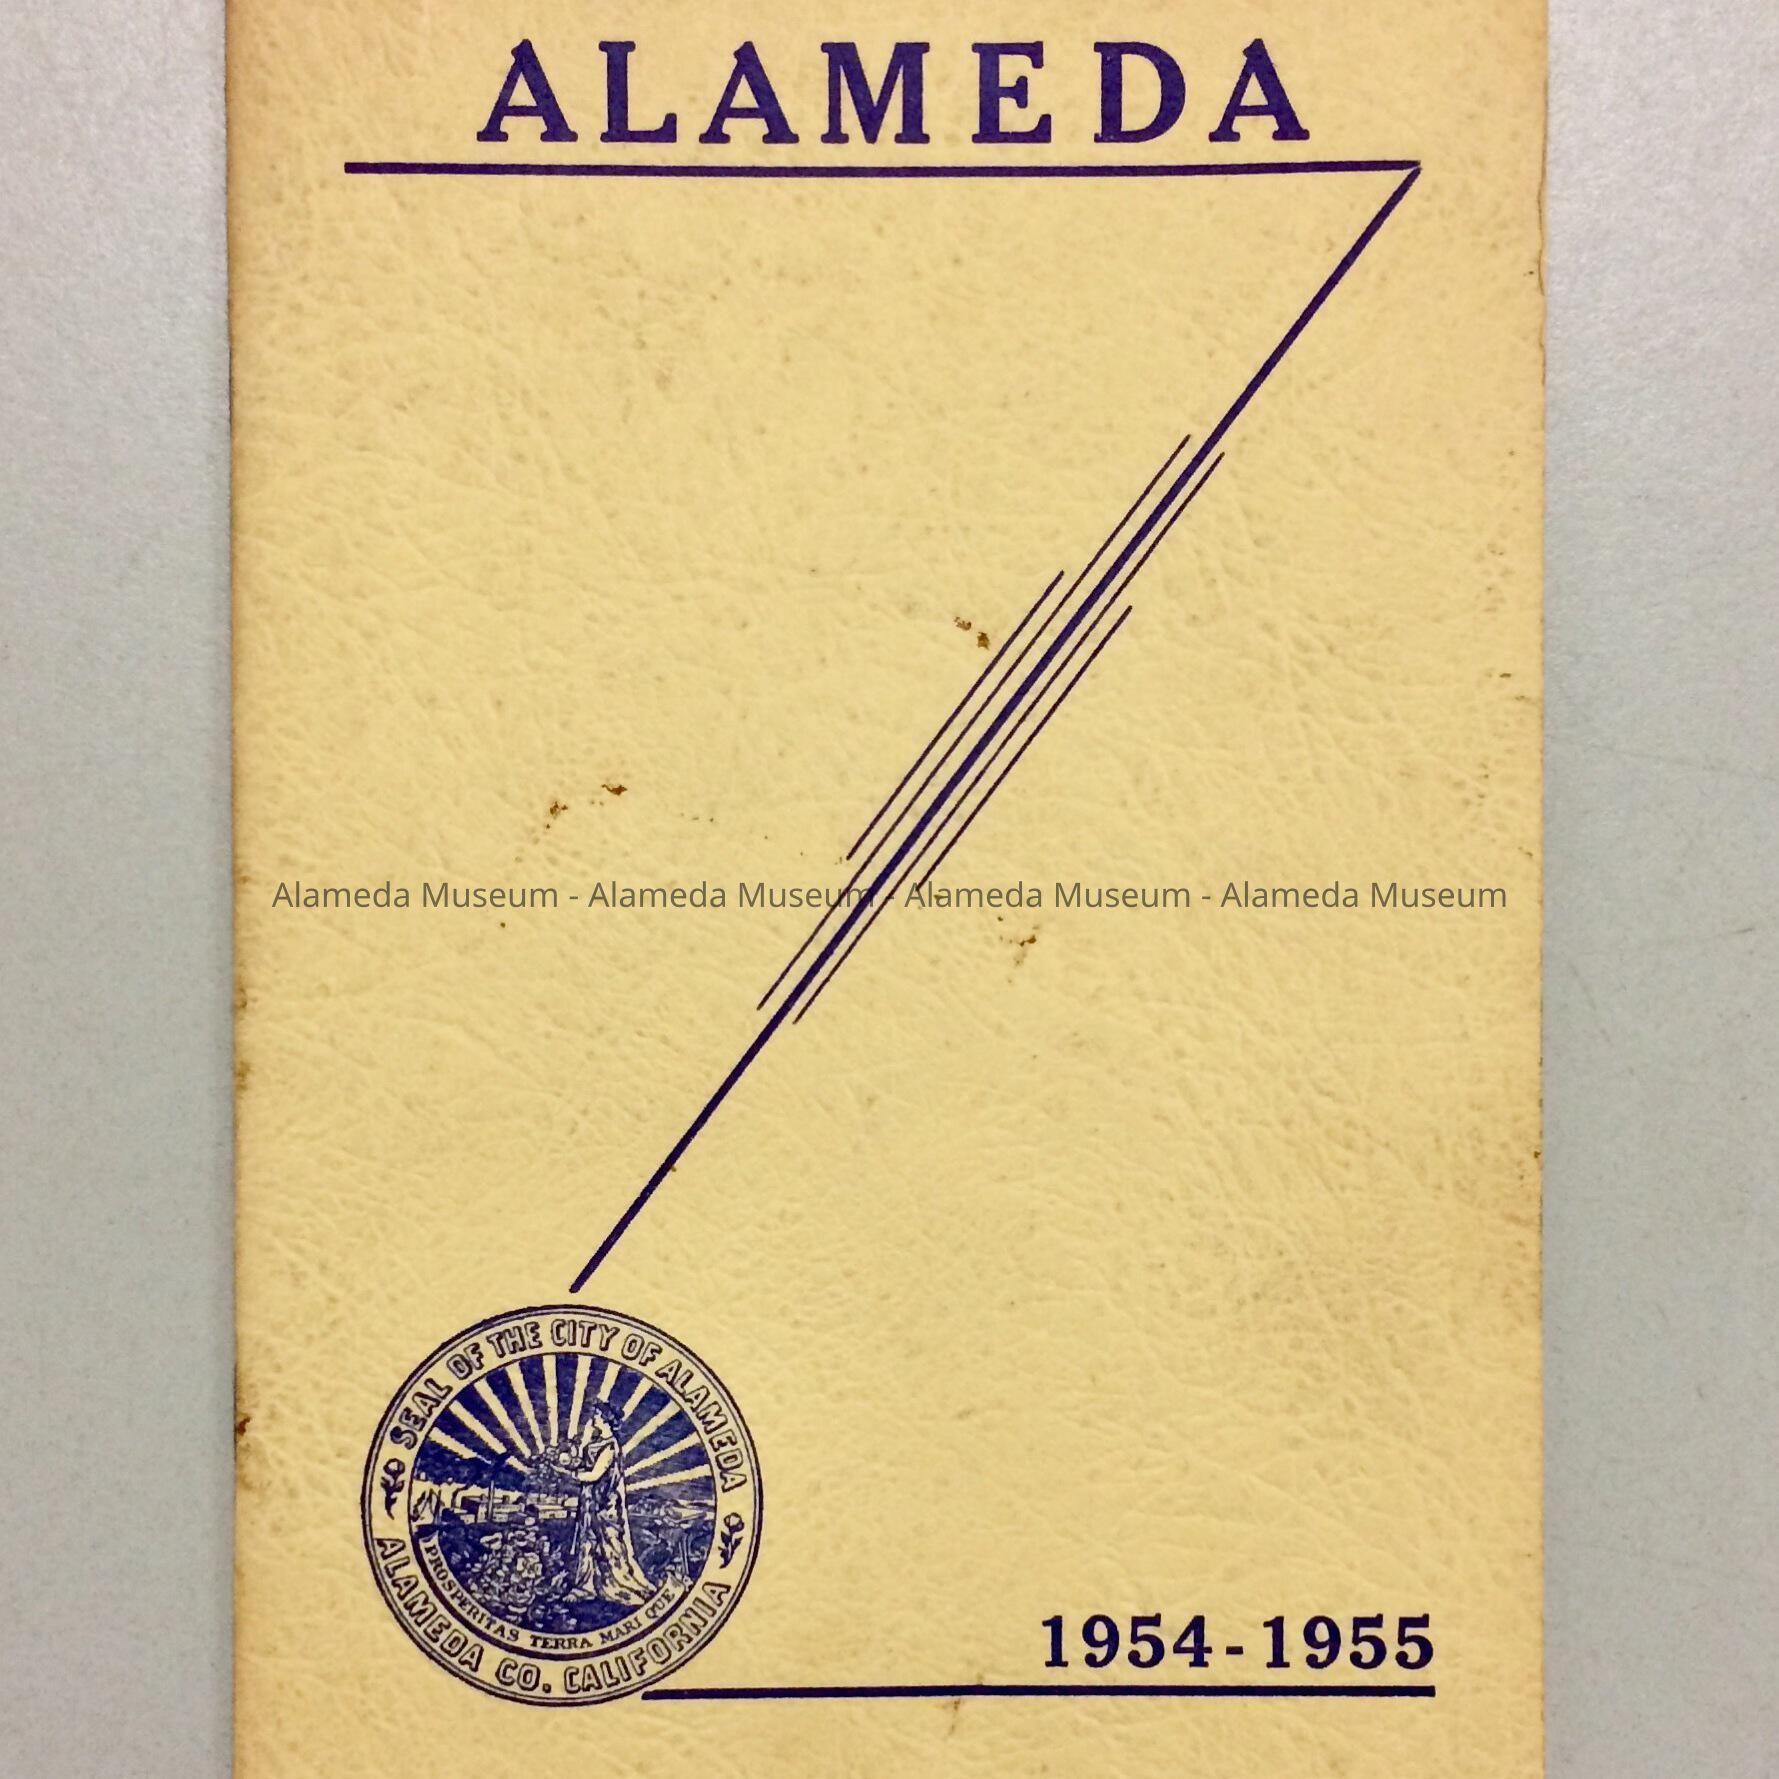 ALAMEDA
Alameda Museum - Alameda Museum - Alameda Museum - Alameda Museum
SEAL OF THE CITY OF ALAMEDA
PROSPERITAS TERRA MARI QUE
ALAMEDA CO. CALIFORNIA
1954-1955